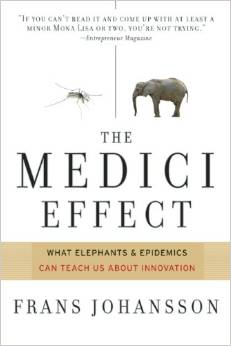 "IF YOU CAN'T READ IT AND COME UP WITH AT LEAST A
MINOR MONA LISA OR TWO, YOU'RE NOT TRYING."
—Entrepreneur Magazine
THE
MEDICI
EFFECT
WHAT ELEPHANTS & EPIDEMICS
CAN TEACH US ABOUT INNOVATION
FRANS JOHANSSON